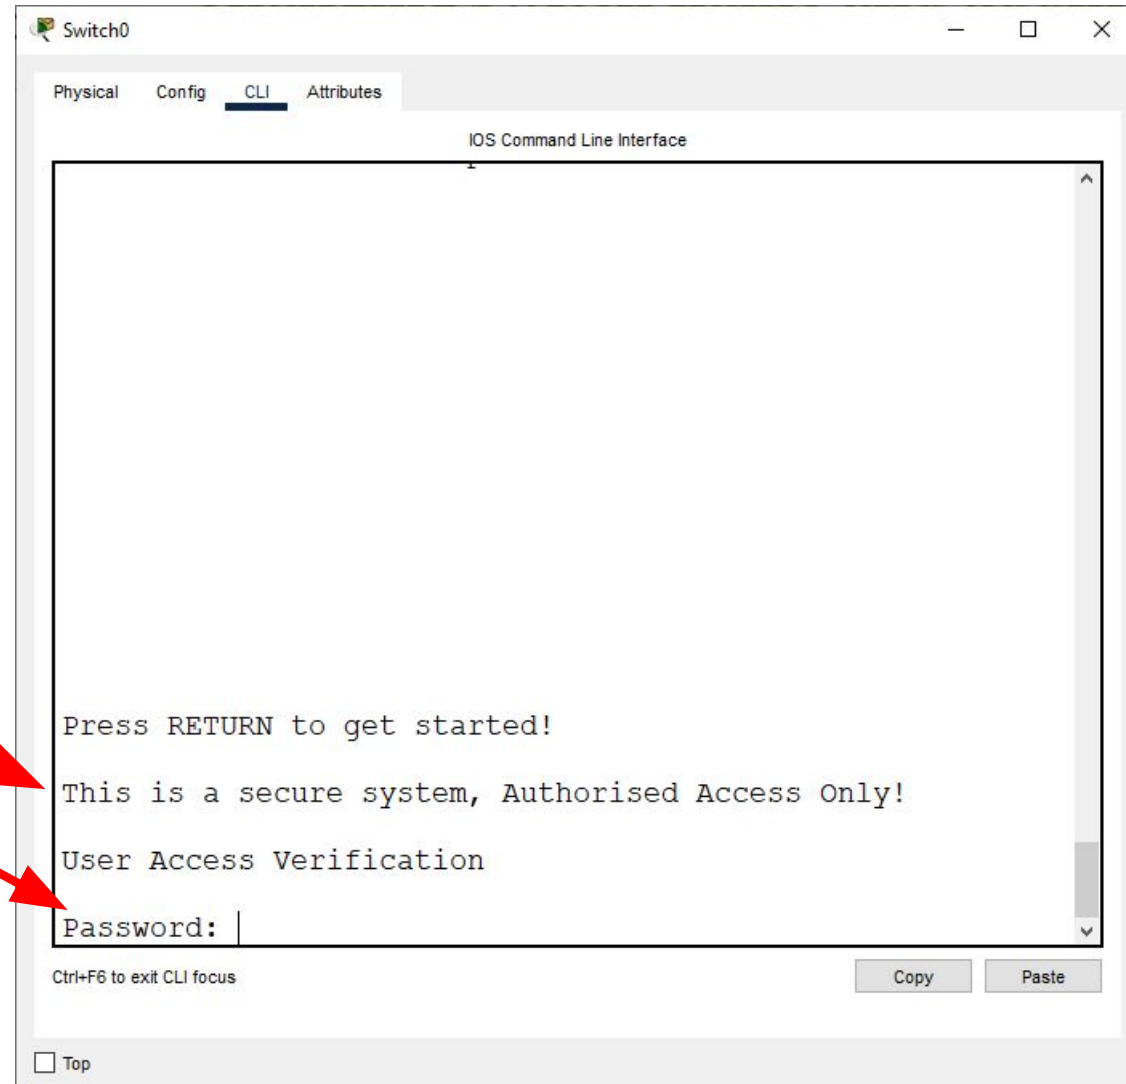 Switch0
Physical Config CLI Attributes
IOS Command Line Interface
Press RETURN to get started!
This is a secure system, Authorised Access Only!
User Access Verification
Password:
Ctrl+F6 to exit CLI focus
Copy Paste
Top